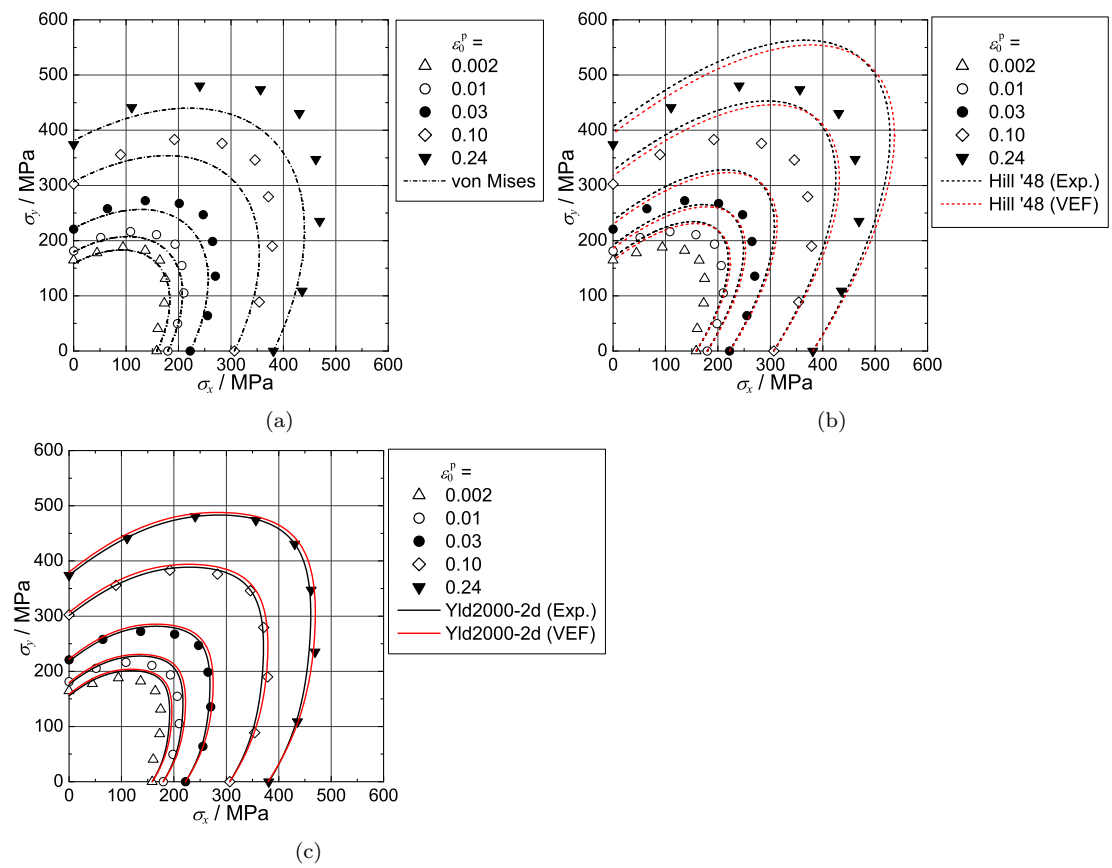 600
500
400
300
200
100
0
0 100 200 300 400 500 600
σy / MPa
σx / MPa
ε0^p =
0.002
0.01
0.03
0.10
0.24
von Mises
(a)
600
500
400
300
200
100
0
0 100 200 300 400 500 600
σy / MPa
σx / MPa
ε0^p =
0.002
0.01
0.03
0.10
0.24
Hill '48 (Exp.)
Hill '48 (VEF)
(b)
600
500
400
300
200
100
0
0 100 200 300 400 500 600
σy / MPa
σx / MPa
ε0^p =
0.002
0.01
0.03
0.10
0.24
Yld2000-2d (Exp.)
Yld2000-2d (VEF)
(c)